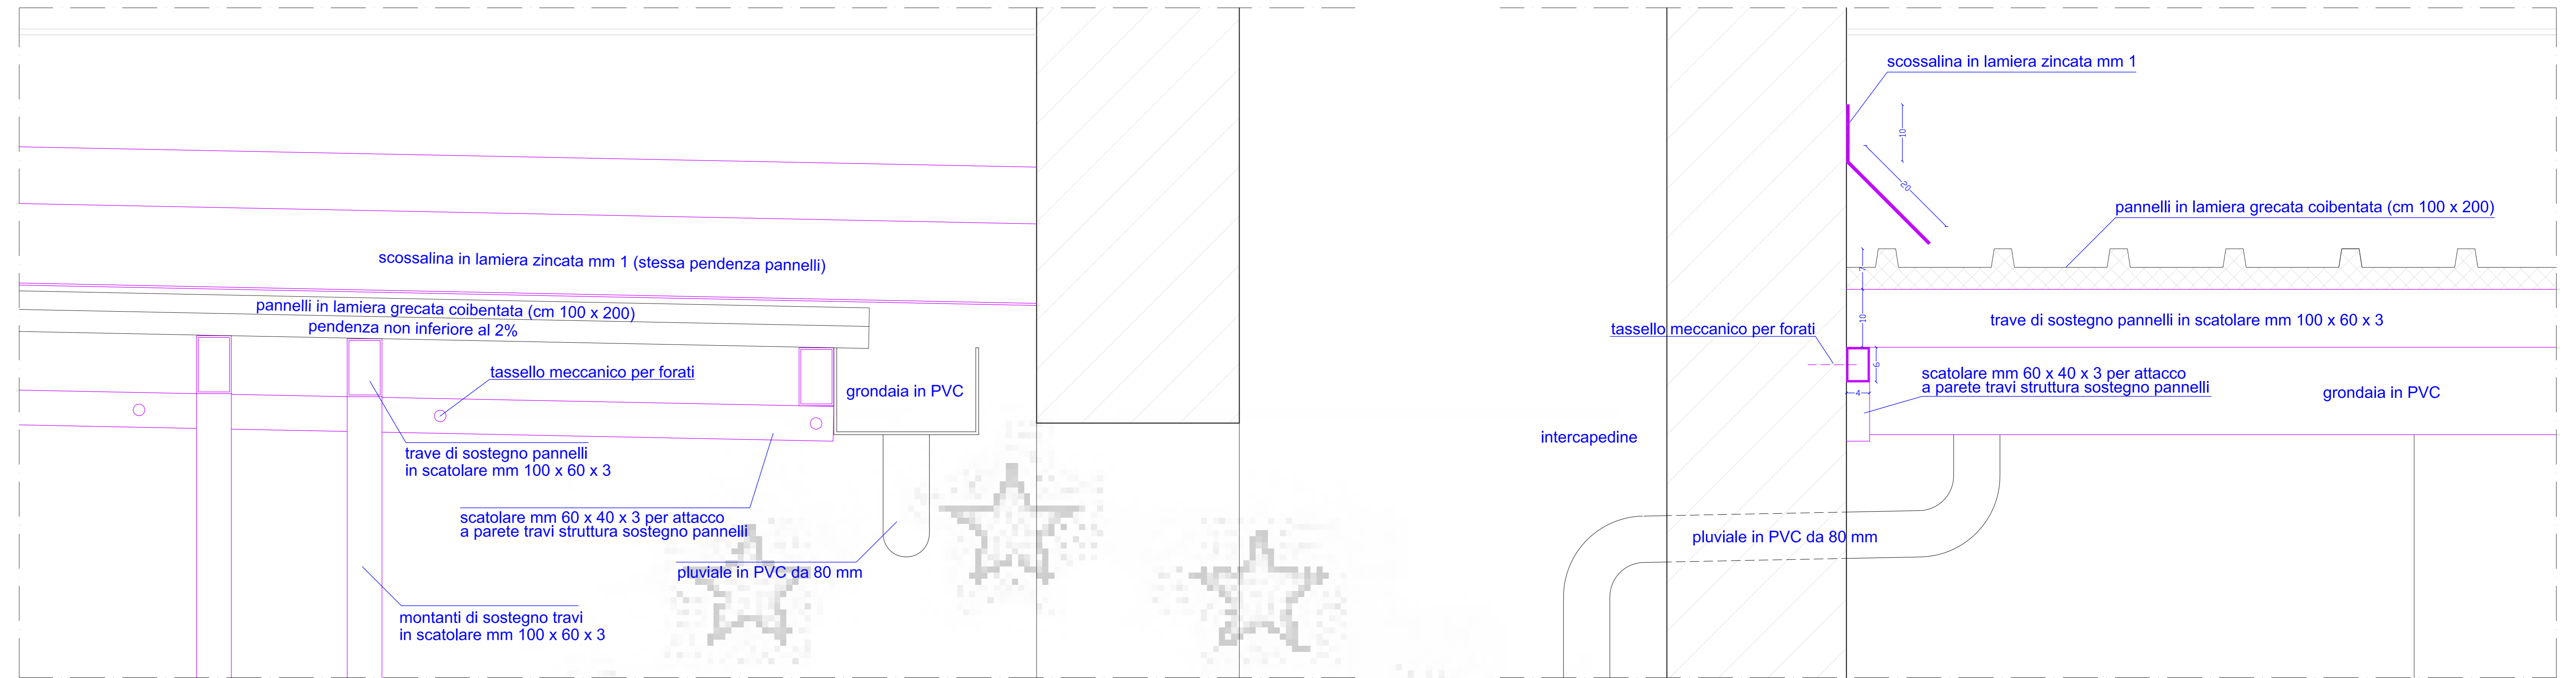 scossalina in lamiera zincata mm 1 (stessa pendenza pannelli)
pannelli in lamiera grecata coibentata (cm 100 x 200)
pendenza non inferiore al 2%
tassello meccanico per forati
grondaia in PVC
trave di sostegno pannelli
in scatolare mm 100 x 60 x 3
scatolare mm 60 x 40 x 3 per attacco
a parete travi struttura sostegno pannelli
pluviale in PVC da 80 mm
montanti di sostegno travi
in scatolare mm 100 x 60 x 3
scossalina in lamiera zincata mm 1
10
20
pannelli in lamiera grecata coibentata (cm 100 x 200)
7
10
trave di sostegno pannelli in scatolare mm 100 x 60 x 3
tassello meccanico per forati
6
4
scatolare mm 60 x 40 x 3 per attacco
a parete travi struttura sostegno pannelli
grondaia in PVC
intercapedine
pluviale in PVC da 80 mm